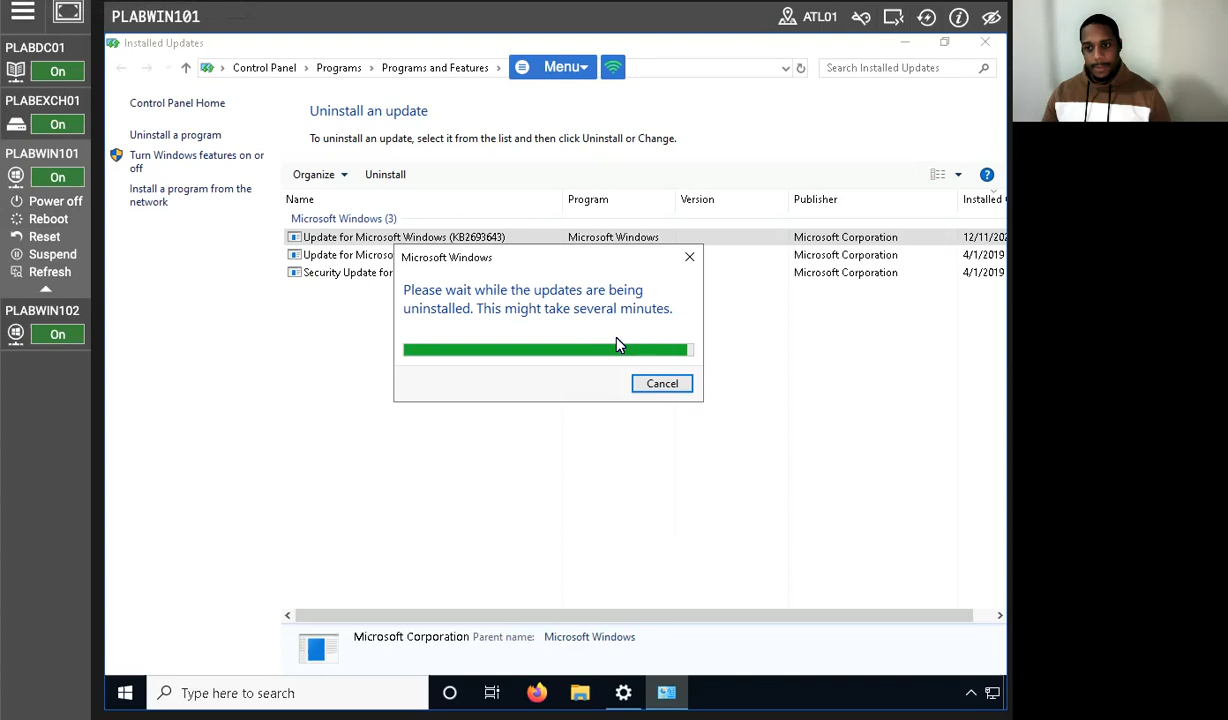 PLABWIN101
ATL01
PLABDC01
On
PLABEXCH01
On
PLABWIN101
On
Power off
Reboot
Reset
Suspend
Refresh
PLABWIN102
On
Installed Updates
Control Panel
Programs
Programs and Features
Menu
Search Installed Updates
Control Panel Home
Uninstall a program
Turn Windows features on or
off
Install a program from the
network
Uninstall an update
To uninstall an update, select it from the list and then click Uninstall or Change.
Organize
Uninstall
Name
Program
Version
Publisher
Installed
Microsoft Windows (3)
Update for Microsoft Windows (KB2693643)
Microsoft Windows
Microsoft Corporation
12/11/202
Update for Microso
Microsoft Corporation
4/1/2019
Security Update for
Microsoft Corporation
4/1/2019
Microsoft Windows
Please wait while the updates are being
uninstalled. This might take several minutes.
Cancel
Microsoft Corporation
Parent name:
Microsoft Windows
Type here to search